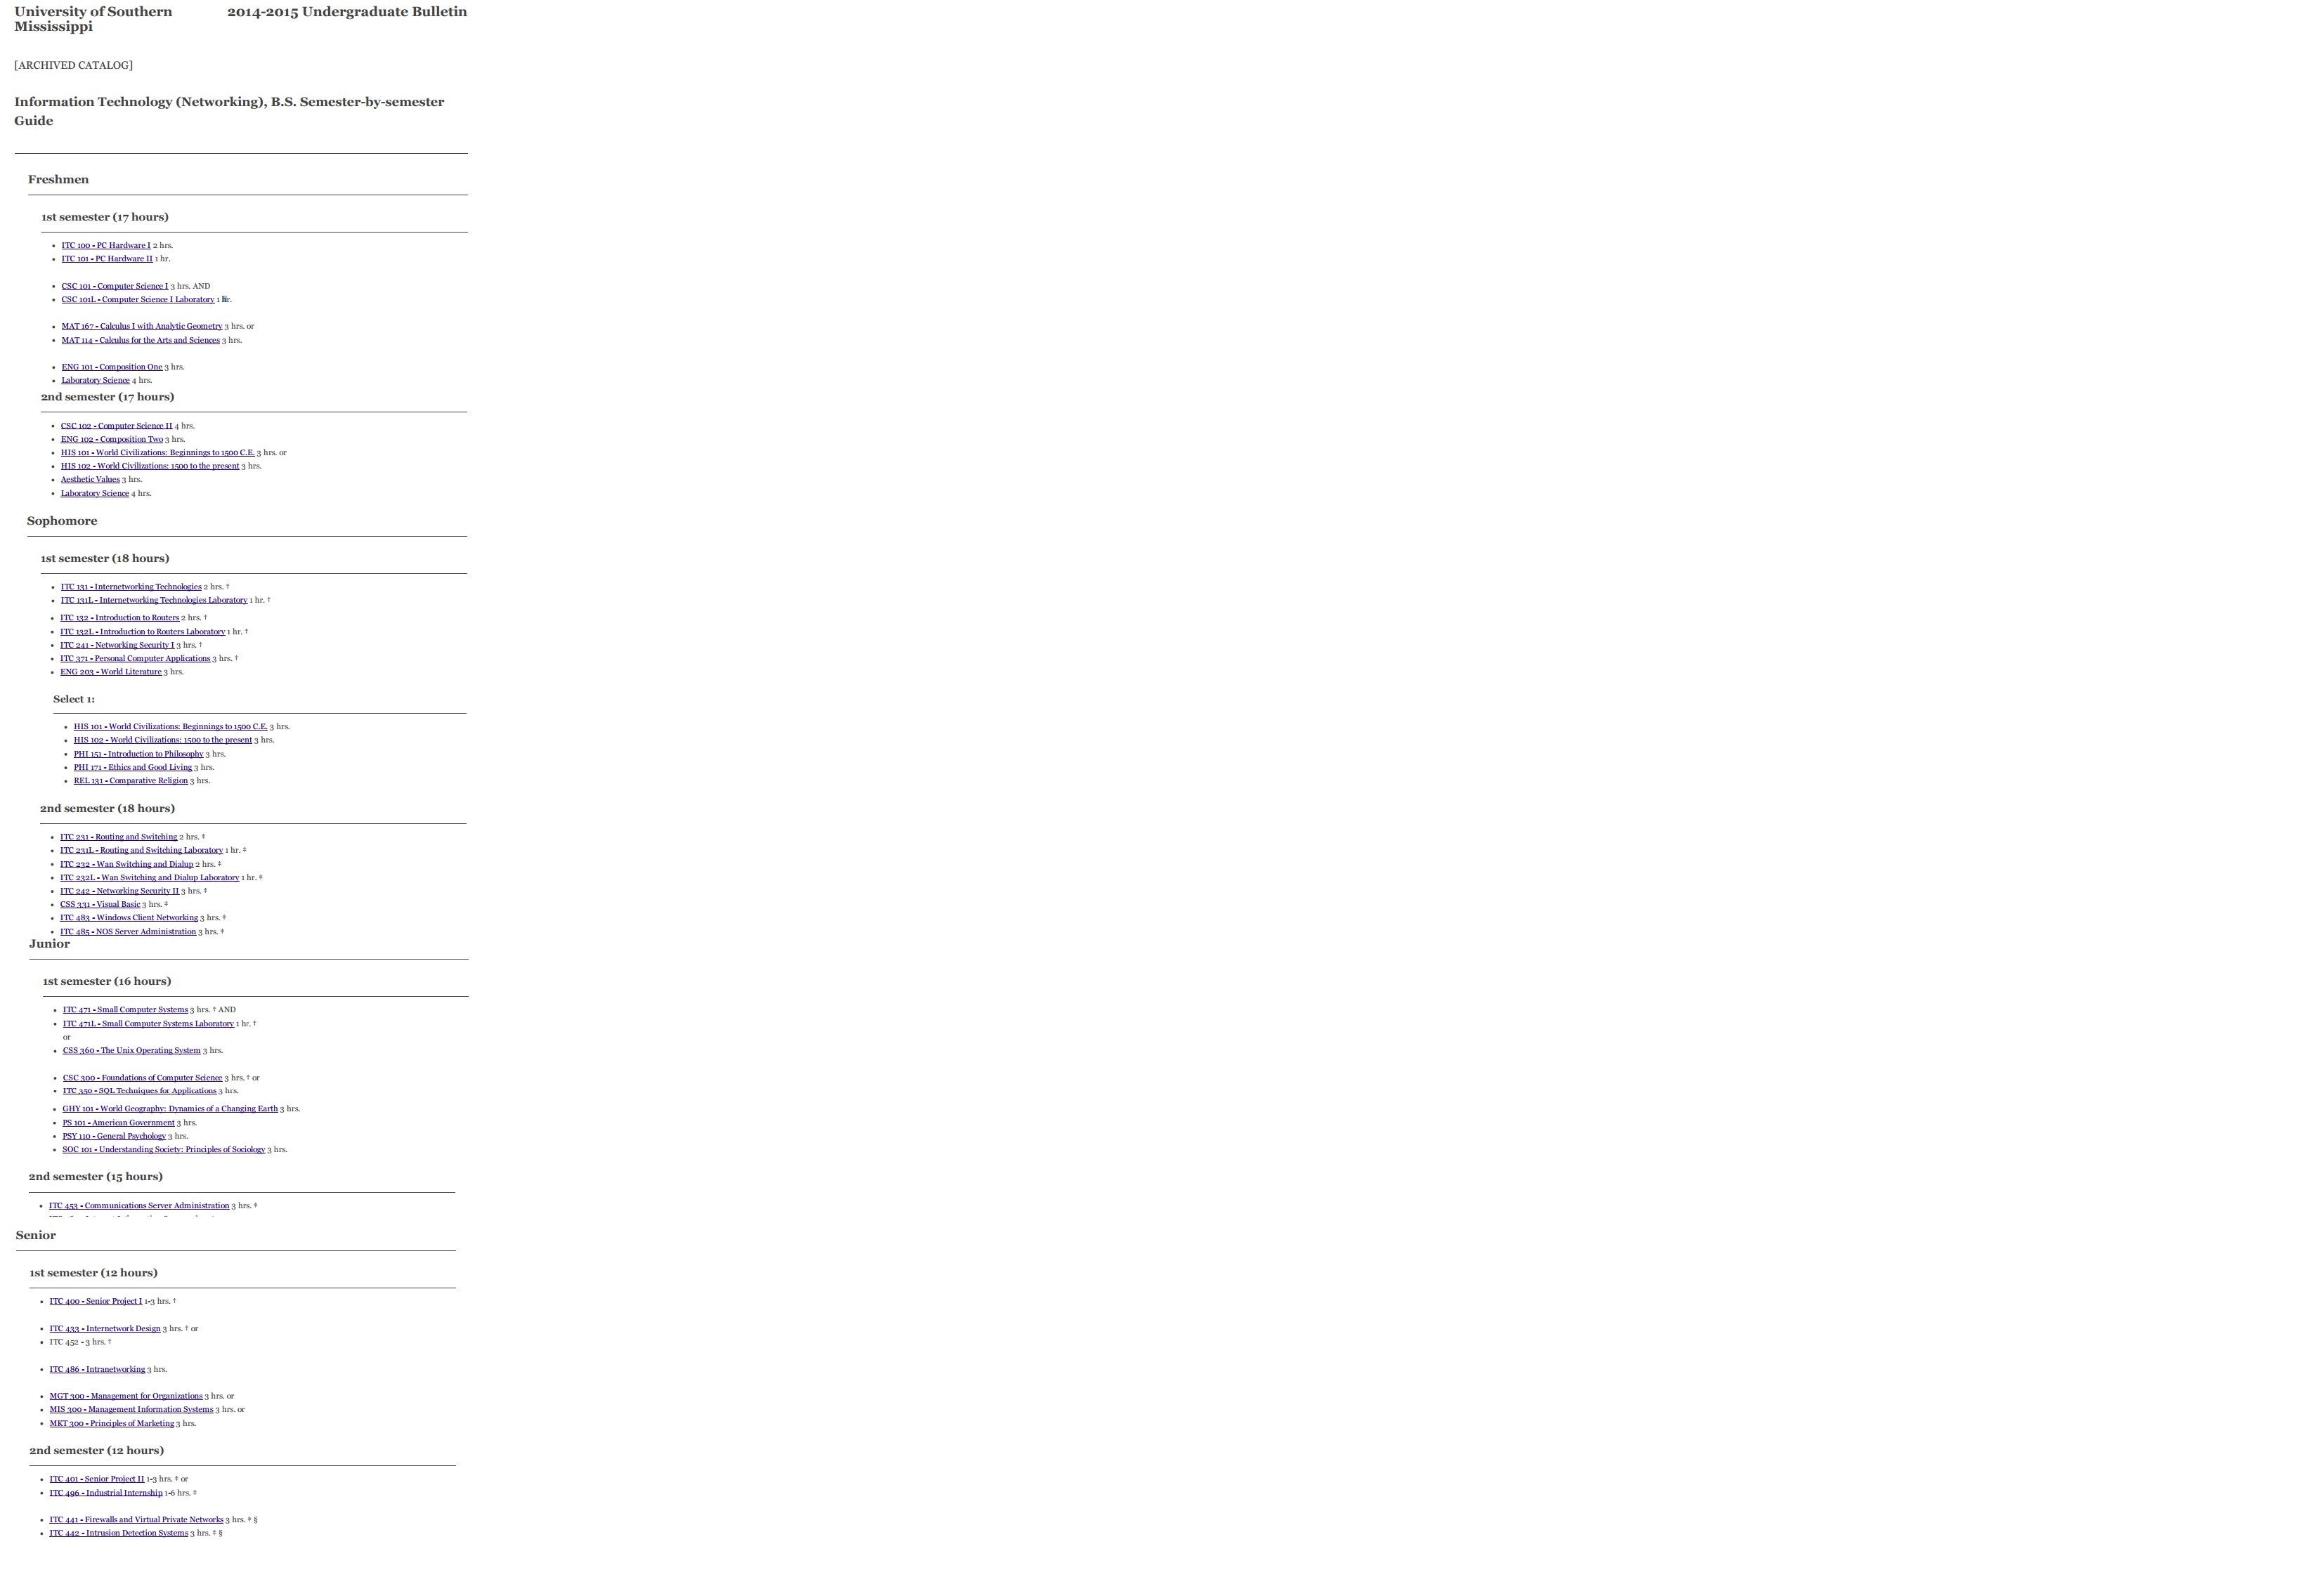 University of Southern Mississippi
2014-2015 Undergraduate Bulletin
[ARCHIVED CATALOG]
Information Technology (Networking), B.S. Semester-by-semester
Guide
Freshmen
1st semester (17 hours)
• ITC 100 - PC Hardware I 2 hrs.
• ITC 101 - PC Hardware II 1 hr.
• CSC 101 - Computer Science I 3 hrs. AND
• CSC 101L - Computer Science I Laboratory 1 hr.
• MAT 167 - Calculus I with Analytic Geometry 3 hrs. or
• MAT 114 - Calculus for the Arts and Sciences 3 hrs.
• ENG 101 - Composition One 3 hrs.
• Laboratory Science 4 hrs.
2nd semester (17 hours)
• CSC 102 - Computer Science II 4 hrs.
• ENG 102 - Composition Two 3 hrs.
• HIS 101 - World Civilizations: Beginnings to 1500 C.E. 3 hrs. or
• HIS 102 - World Civilizations: 1500 to the present 3 hrs.
• Aesthetic Values 3 hrs.
• Laboratory Science 4 hrs.
Sophomore
1st semester (18 hours)
• ITC 131 - Internetworking Technologies 2 hrs. †
• ITC 131L - Internetworking Technologies Laboratory 1 hr. †
• ITC 132 - Introduction to Routers 2 hrs. †
• ITC 132L - Introduction to Routers Laboratory 1 hr. †
• ITC 241 - Networking Security I 3 hrs. †
• ITC 371 - Personal Computer Applications 3 hrs. †
• ENG 203 - World Literature 3 hrs.
Select 1:
• HIS 101 - World Civilizations: Beginnings to 1500 C.E. 3 hrs.
• HIS 102 - World Civilizations: 1500 to the present 3 hrs.
• PHI 151 - Introduction to Philosophy 3 hrs.
• PHI 171 - Ethics and Good Living 3 hrs.
• REL 131 - Comparative Religion 3 hrs.
2nd semester (18 hours)
• ITC 231 - Routing and Switching 2 hrs. ‡
• ITC 231L - Routing and Switching Laboratory 1 hr. ‡
• ITC 232 - Wan Switching and Dialup 2 hrs. ‡
• ITC 232L - Wan Switching and Dialup Laboratory 1 hr. ‡
• ITC 242 - Networking Security II 3 hrs. ‡
• CSS 331 - Visual Basic 3 hrs. ‡
• ITC 483 - Windows Client Networking 3 hrs. ‡
• ITC 485 - NOS Server Administration 3 hrs. ‡
Junior
1st semester (16 hours)
• ITC 471 - Small Computer Systems 3 hrs. † AND
• ITC 471L - Small Computer Systems Laboratory 1 hr. †
or
• CSS 360 - The Unix Operating System 3 hrs.
• CSC 300 - Foundations of Computer Science 3 hrs. † or
• ITC 350 - SQL Techniques for Applications 3 hrs.
• GHY 101 - World Geography: Dynamics of a Changing Earth 3 hrs.
• PS 101 - American Government 3 hrs.
• PSY 110 - General Psychology 3 hrs.
• SOC 101 - Understanding Society: Principles of Sociology 3 hrs.
2nd semester (15 hours)
• ITC 453 - Communications Server Administration 3 hrs. ‡
Senior
1st semester (12 hours)
• ITC 400 - Senior Project I 1-3 hrs. †
• ITC 433 - Internetwork Design 3 hrs. † or
• ITC 452 - 3 hrs. †
• ITC 486 - Intranetworking 3 hrs.
• MGT 300 - Management for Organizations 3 hrs. or
• MIS 300 - Management Information Systems 3 hrs. or
• MKT 300 - Principles of Marketing 3 hrs.
2nd semester (12 hours)
• ITC 401 - Senior Project II 1-3 hrs. ‡ or
• ITC 496 - Industrial Internship 1-6 hrs. ‡
• ITC 441 - Firewalls and Virtual Private Networks 3 hrs. ‡ §
• ITC 442 - Intrusion Detection Systems 3 hrs. ‡ §